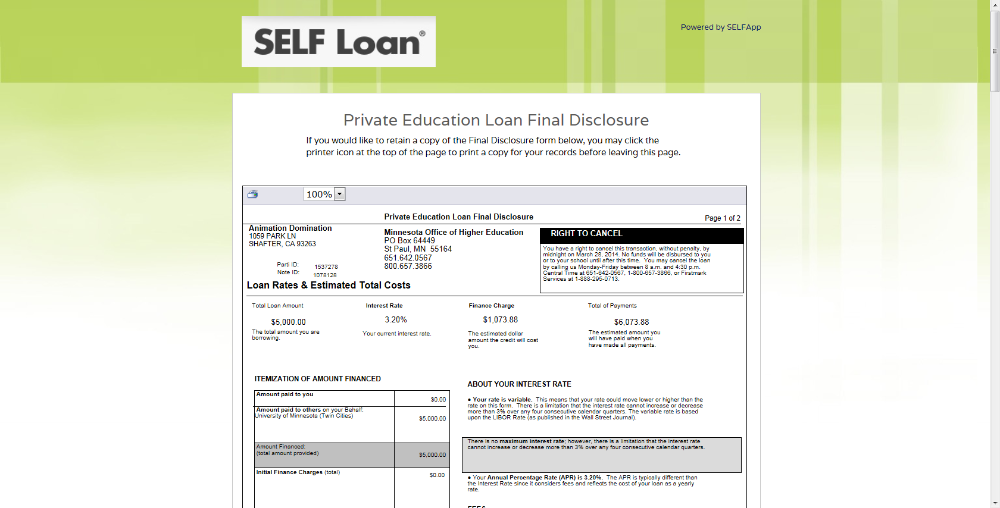 SELF Loan®
Powered by SELFApp
Private Education Loan Final Disclosure
If you would like to retain a copy of the Final Disclosure form below, you may click the
printer icon at the top of the page to print a copy for your records before leaving this page.
100%
Private Education Loan Final Disclosure
Page 1 of 2
Animation Domination
1059 PARK LN
SHAFTER, CA 93263
Parti ID: 1537278
Note ID: 1078128
Minnesota Office of Higher Education
PO Box 64449
St Paul, MN  55164
651.642.0567
800.657.3866
RIGHT TO CANCEL
You have a right to cancel this transaction, without penalty, by
midnight on March 28, 2014. No funds will be disbursed to you
or to your school until after this time.  You may cancel the loan
by calling us Monday-Friday between 8 a.m. and 4:30 p.m.
Central Time at 651-642-0567, 1-800-657-3866, or Firstmark
Services at 1-888-295-0713.
Loan Rates & Estimated Total Costs
Total Loan Amount
$5,000.00
The total amount you are
borrowing.
Interest Rate
3.20%
Your current interest rate.
Finance Charge
$1,073.88
The estimated dollar
amount the credit will cost
you.
Total of Payments
$6,073.88
The estimated amount you
will have paid when you
have made all payments.
ITEMIZATION OF AMOUNT FINANCED
Amount paid to you $0.00
Amount paid to others on your Behalf:
University of Minnesota (Twin Cities) $5,000.00
Amount Financed:
(total amount provided) $5,000.00
Initial Finance Charges (total) $0.00
ABOUT YOUR INTEREST RATE
● Your rate is variable.  This means that your rate could move lower or higher than the
rate on this form.  There is a limitation that the interest rate cannot increase or decrease
more than 3% over any four consecutive calendar quarters. The variable rate is based
upon the LIBOR Rate (as published in the Wall Street Journal).
There is no maximum interest rate; however, there is a limitation that the interest rate
cannot increase or decrease more than 3% over any four consecutive calendar quarters.
● Your Annual Percentage Rate (APR) is 3.20%.  The APR is typically different than
the Interest Rate since it considers fees and reflects the cost of your loan as a yearly
rate.
FEES